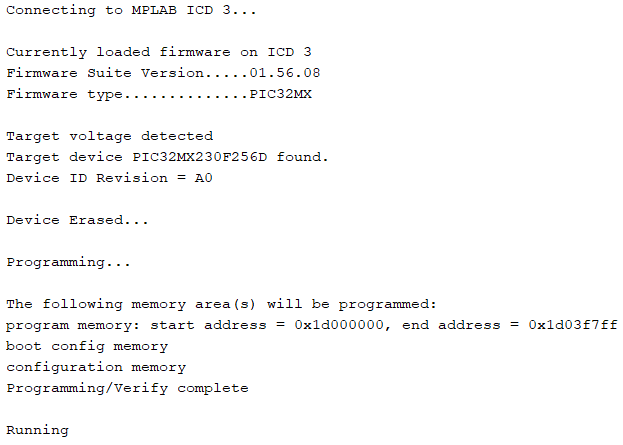 Connecting to MPLAB ICD 3...
Currently loaded firmware on ICD 3
Firmware Suite Version.....01.56.08
Firmware type..............PIC32MX
Target voltage detected
Target device PIC32MX230F256D found.
Device ID Revision = A0
Device Erased...
Programming...
The following memory area(s) will be programmed:
program memory: start address = 0x1d000000, end address = 0x1d03f7ff
boot config memory
configuration memory
Programming/Verify complete
Running